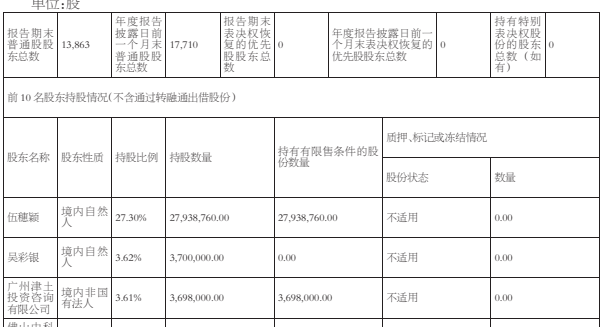 单位:股
报告期末普通股股东总数 13,863 年度报告披露日前一个月末普通股股东总数 17,710 报告期末表决权恢复的优先股股东总数 0 年度报告披露日前一个月末表决权恢复的优先股股东总数 0 持有特别表决权股份的股东总数（如有） 0
前 10 名股东持股情况(不含通过转融通出借股份)
股东名称 股东性质 持股比例 持股数量 持有有限售条件的股份数量 质押、标记或冻结情况
股份状态 数量
伍穗颖 境内自然人 27.30% 27,938,760.00 27,938,760.00 不适用 0.00
吴彩银 境内自然人 3.62% 3,700,000.00 0.00 不适用 0.00
广州津土投资咨询有限公司 境内非国有法人 3.61% 3,698,000.00 3,698,000.00 不适用 0.00